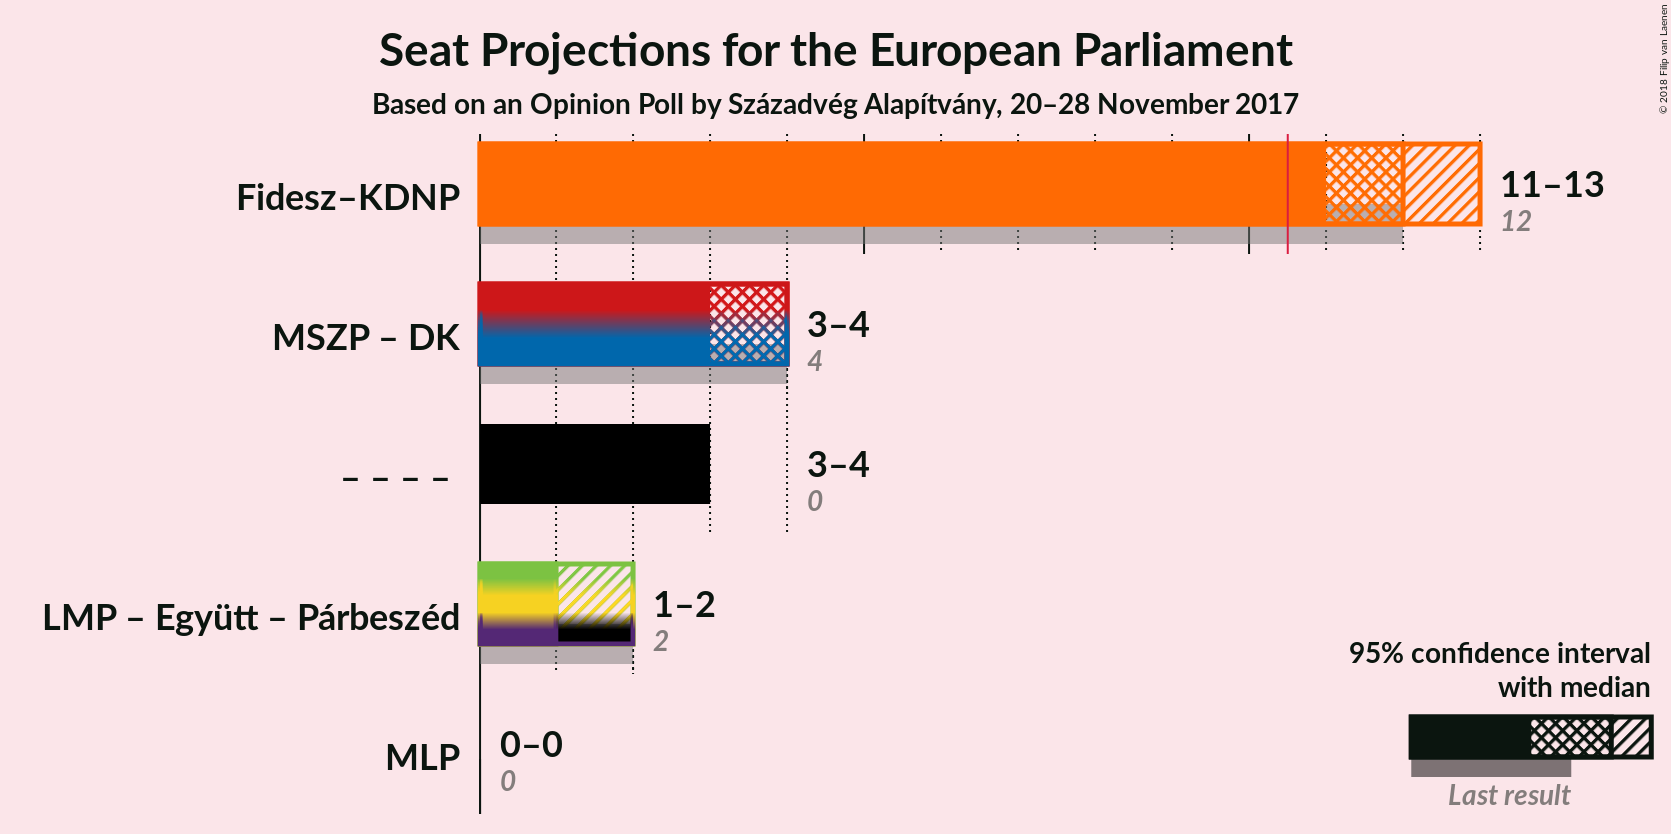 Seat Projections for the European Parliament
Based on an Opinion Poll by Századvég Alapítvány, 20–28 November 2017
© 2018 Filip van Laenen
Fidesz–KDNP
11–13
12
MSZP – DK
3–4
4
– – – –
3–4
0
LMP – Együtt – Párbeszéd
1–2
2
MLP
0–0
0
95% confidence interval
with median
Last result